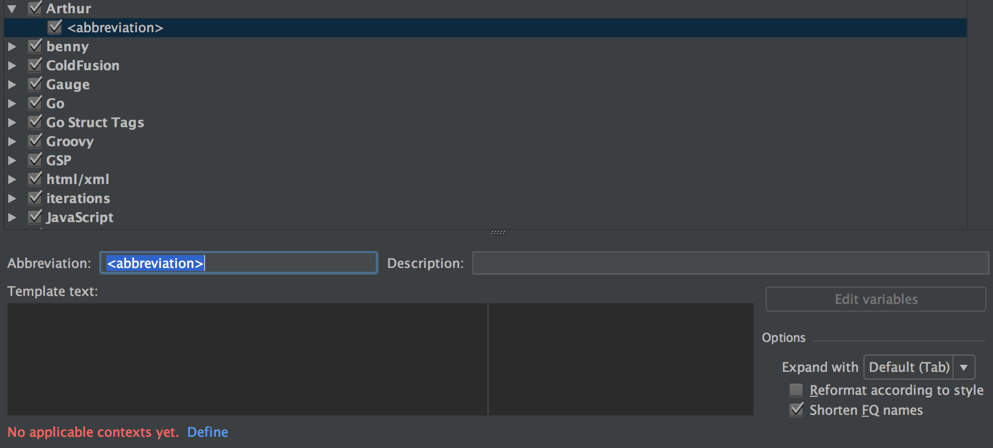 Arthur
<abbreviation>
benny
ColdFusion
Gauge
Go
Go Struct Tags
Groovy
GSP
html/xml
iterations
JavaScript
Abbreviation: <abbreviation> Description:
Template text:
Edit variables
Options
Expand with Default (Tab)
Reformat according to style
Shorten FQ names
No applicable contexts yet. Define